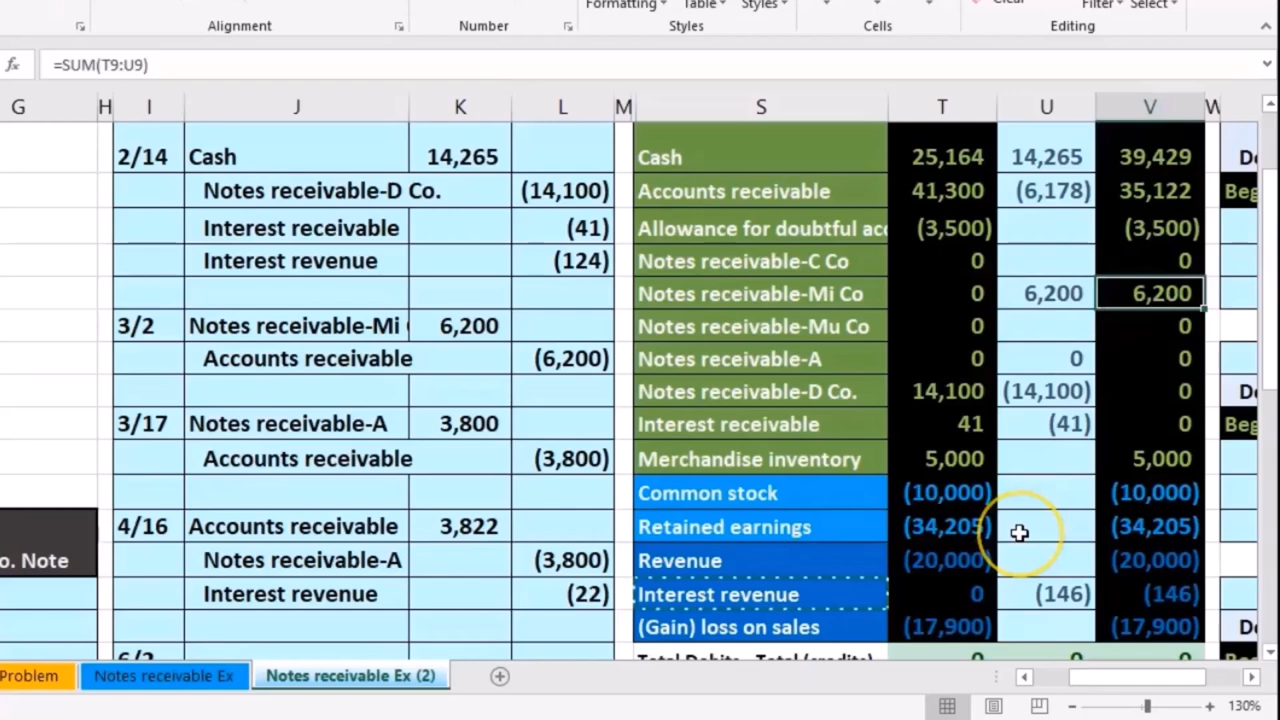 Formatting Table Styles Clear Filter Select
Alignment Number Styles Cells Editing
fx =SUM(T9:U9)
G H I J K L M S T U V W
2/14 Cash 14,265 Cash 25,164 14,265 39,429
Notes receivable-D Co. (14,100) Accounts receivable 41,300 (6,178) 35,122
Interest receivable (41) Allowance for doubtful acc (3,500) (3,500)
Interest revenue (124) Notes receivable-C Co 0 0
Notes receivable-Mi Co 0 6,200 6,200
3/2 Notes receivable-Mi 6,200 Notes receivable-Mu Co 0 0
Accounts receivable (6,200) Notes receivable-A 0 0 0
Notes receivable-D Co. 14,100 (14,100) 0
3/17 Notes receivable-A 3,800 Interest receivable 41 (41) 0
Accounts receivable (3,800) Merchandise inventory 5,000 5,000
Common stock (10,000) (10,000)
4/16 Accounts receivable 3,822 Retained earnings (34,205) (34,205)
o. Note Notes receivable-A (3,800) Revenue (20,000) (20,000)
Interest revenue (22) Interest revenue 0 (146) (146)
(Gain) loss on sales (17,900) (17,900)
Problem Notes receivable Ex Notes receivable Ex (2)
130%